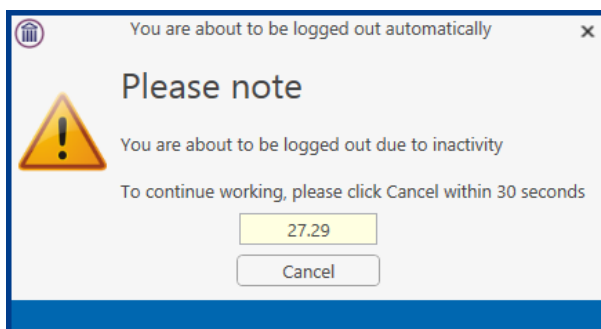 You are about to be logged out automatically
Please note
You are about to be logged out due to inactivity
To continue working, please click Cancel within 30 seconds
27.29
Cancel